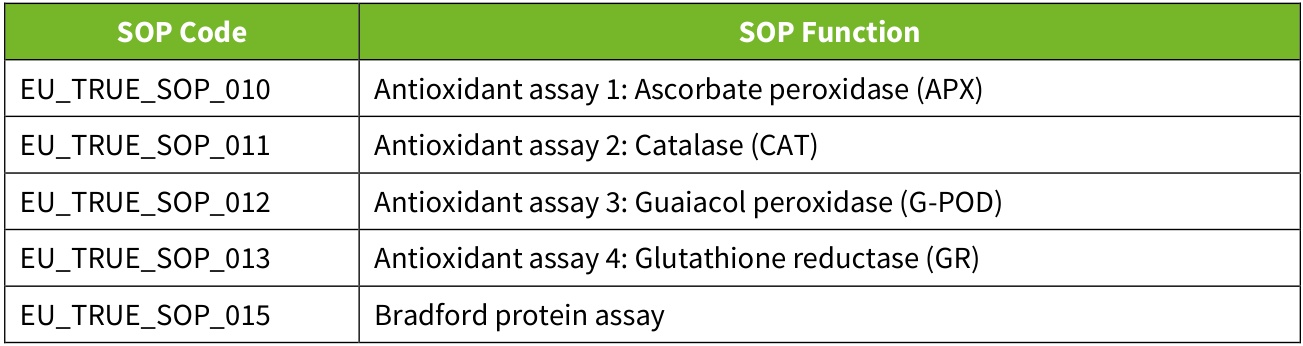 SOP Code SOP Function
EU_TRUE_SOP_010 Antioxidant assay 1: Ascorbate peroxidase (APX)
EU_TRUE_SOP_011 Antioxidant assay 2: Catalase (CAT)
EU_TRUE_SOP_012 Antioxidant assay 3: Guaiacol peroxidase (G-POD)
EU_TRUE_SOP_013 Antioxidant assay 4: Glutathione reductase (GR)
EU_TRUE_SOP_015 Bradford protein assay